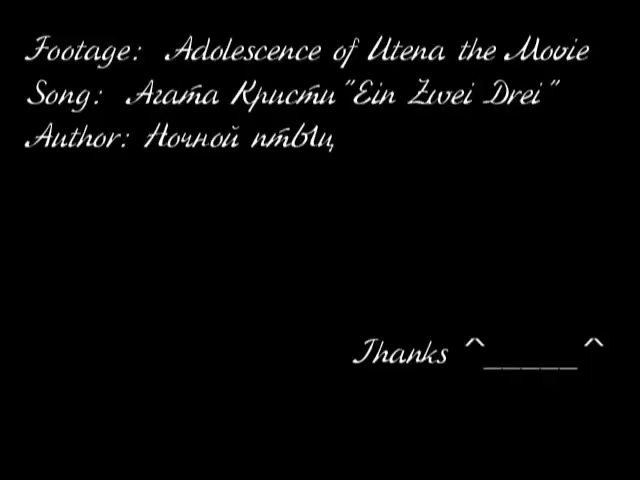 Footage: Adolescence of Utena the Movie
Song: Агата Кристи "Ein Zwei Drei"
Author: Ночной птыц
Thanks ^_____^